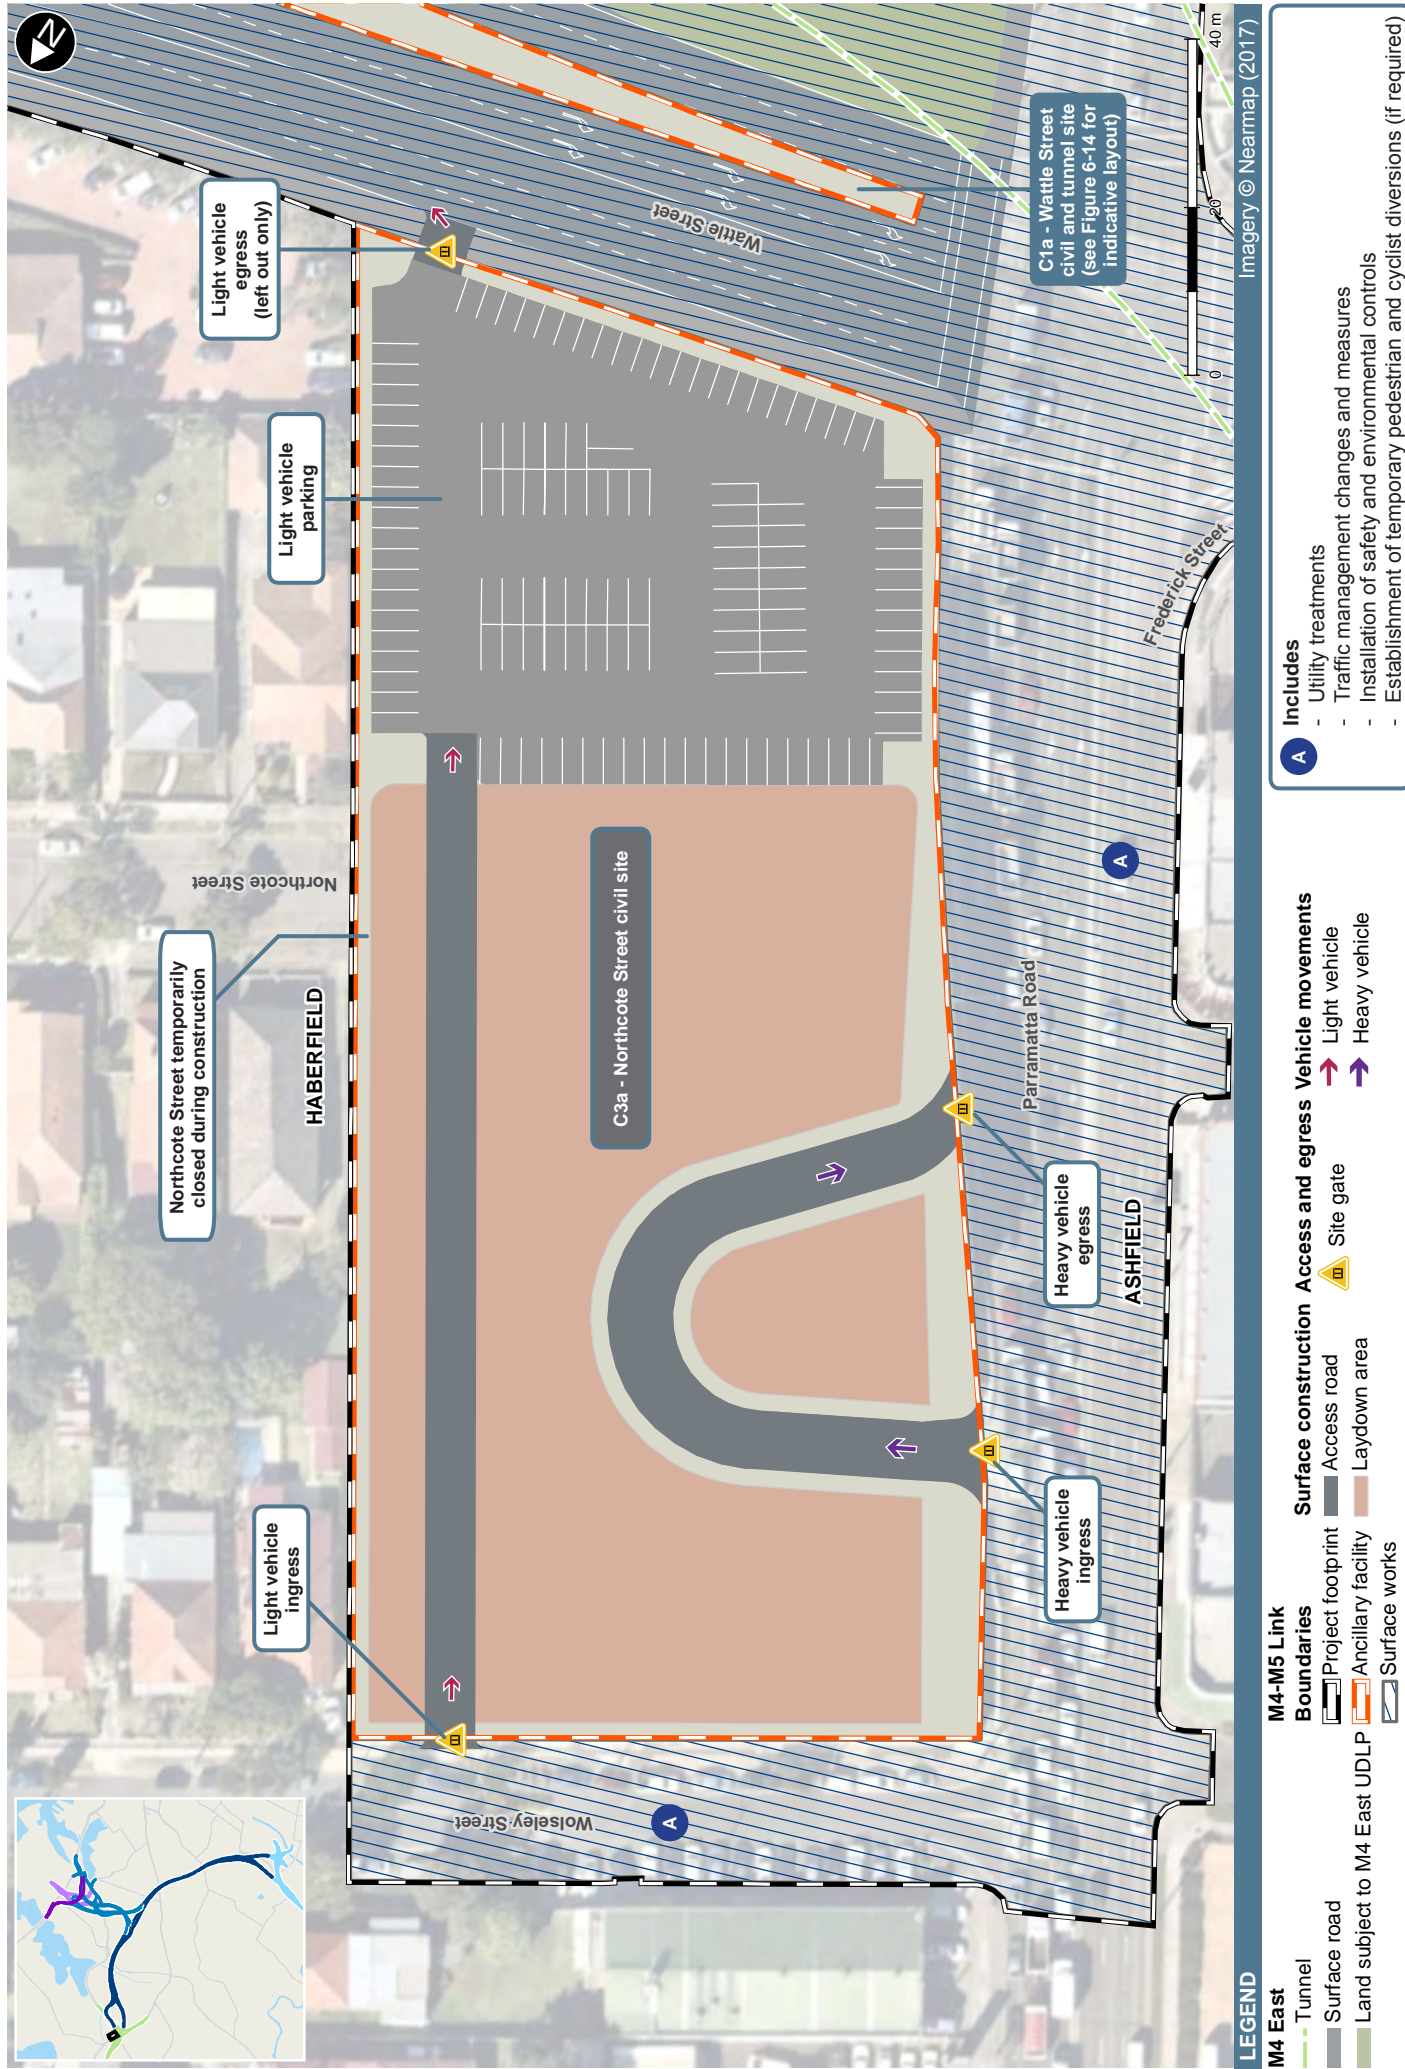 N
Light vehicle
egress
(left out only)
Light vehicle
parking
Northcote Street temporarily
closed during construction
Northcote Street
HABERFIELD
Light vehicle
ingress
C3a - Northcote Street civil site
Wattle Street
C1a - Wattle Street
civil and tunnel site
(see Figure 6-14 for
indicative layout)
Wolseley Street
A
Heavy vehicle
ingress
Heavy vehicle
egress
Parramatta Road
ASHFIELD
A
Frederick Street
0
20
40 m
LEGEND
Imagery © Nearmap (2017)
M4 East
Tunnel
Surface road
Land subject to M4 East UDLP
M4-M5 Link
Boundaries
Project footprint
Ancillary facility
Surface works
Surface construction
Access road
Laydown area
Access and egress
Site gate
Vehicle movements
Light vehicle
Heavy vehicle
A
Includes
- Utility treatments
- Traffic management changes and measures
- Installation of safety and environmental controls
- Establishment of temporary pedestrian and cyclist diversions (if required)